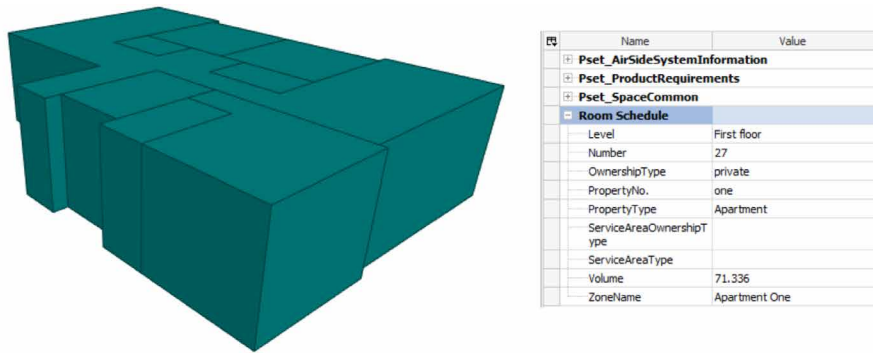 Name Value
Pset_AirSideSystemInformation
Pset_ProductRequirements
Pset_SpaceCommon
Room Schedule
Level First floor
Number 27
OwnershipType private
PropertyNo. one
PropertyType Apartment
ServiceAreaOwnershipT
ype
ServiceAreaType
Volume 71.336
ZoneName Apartment One